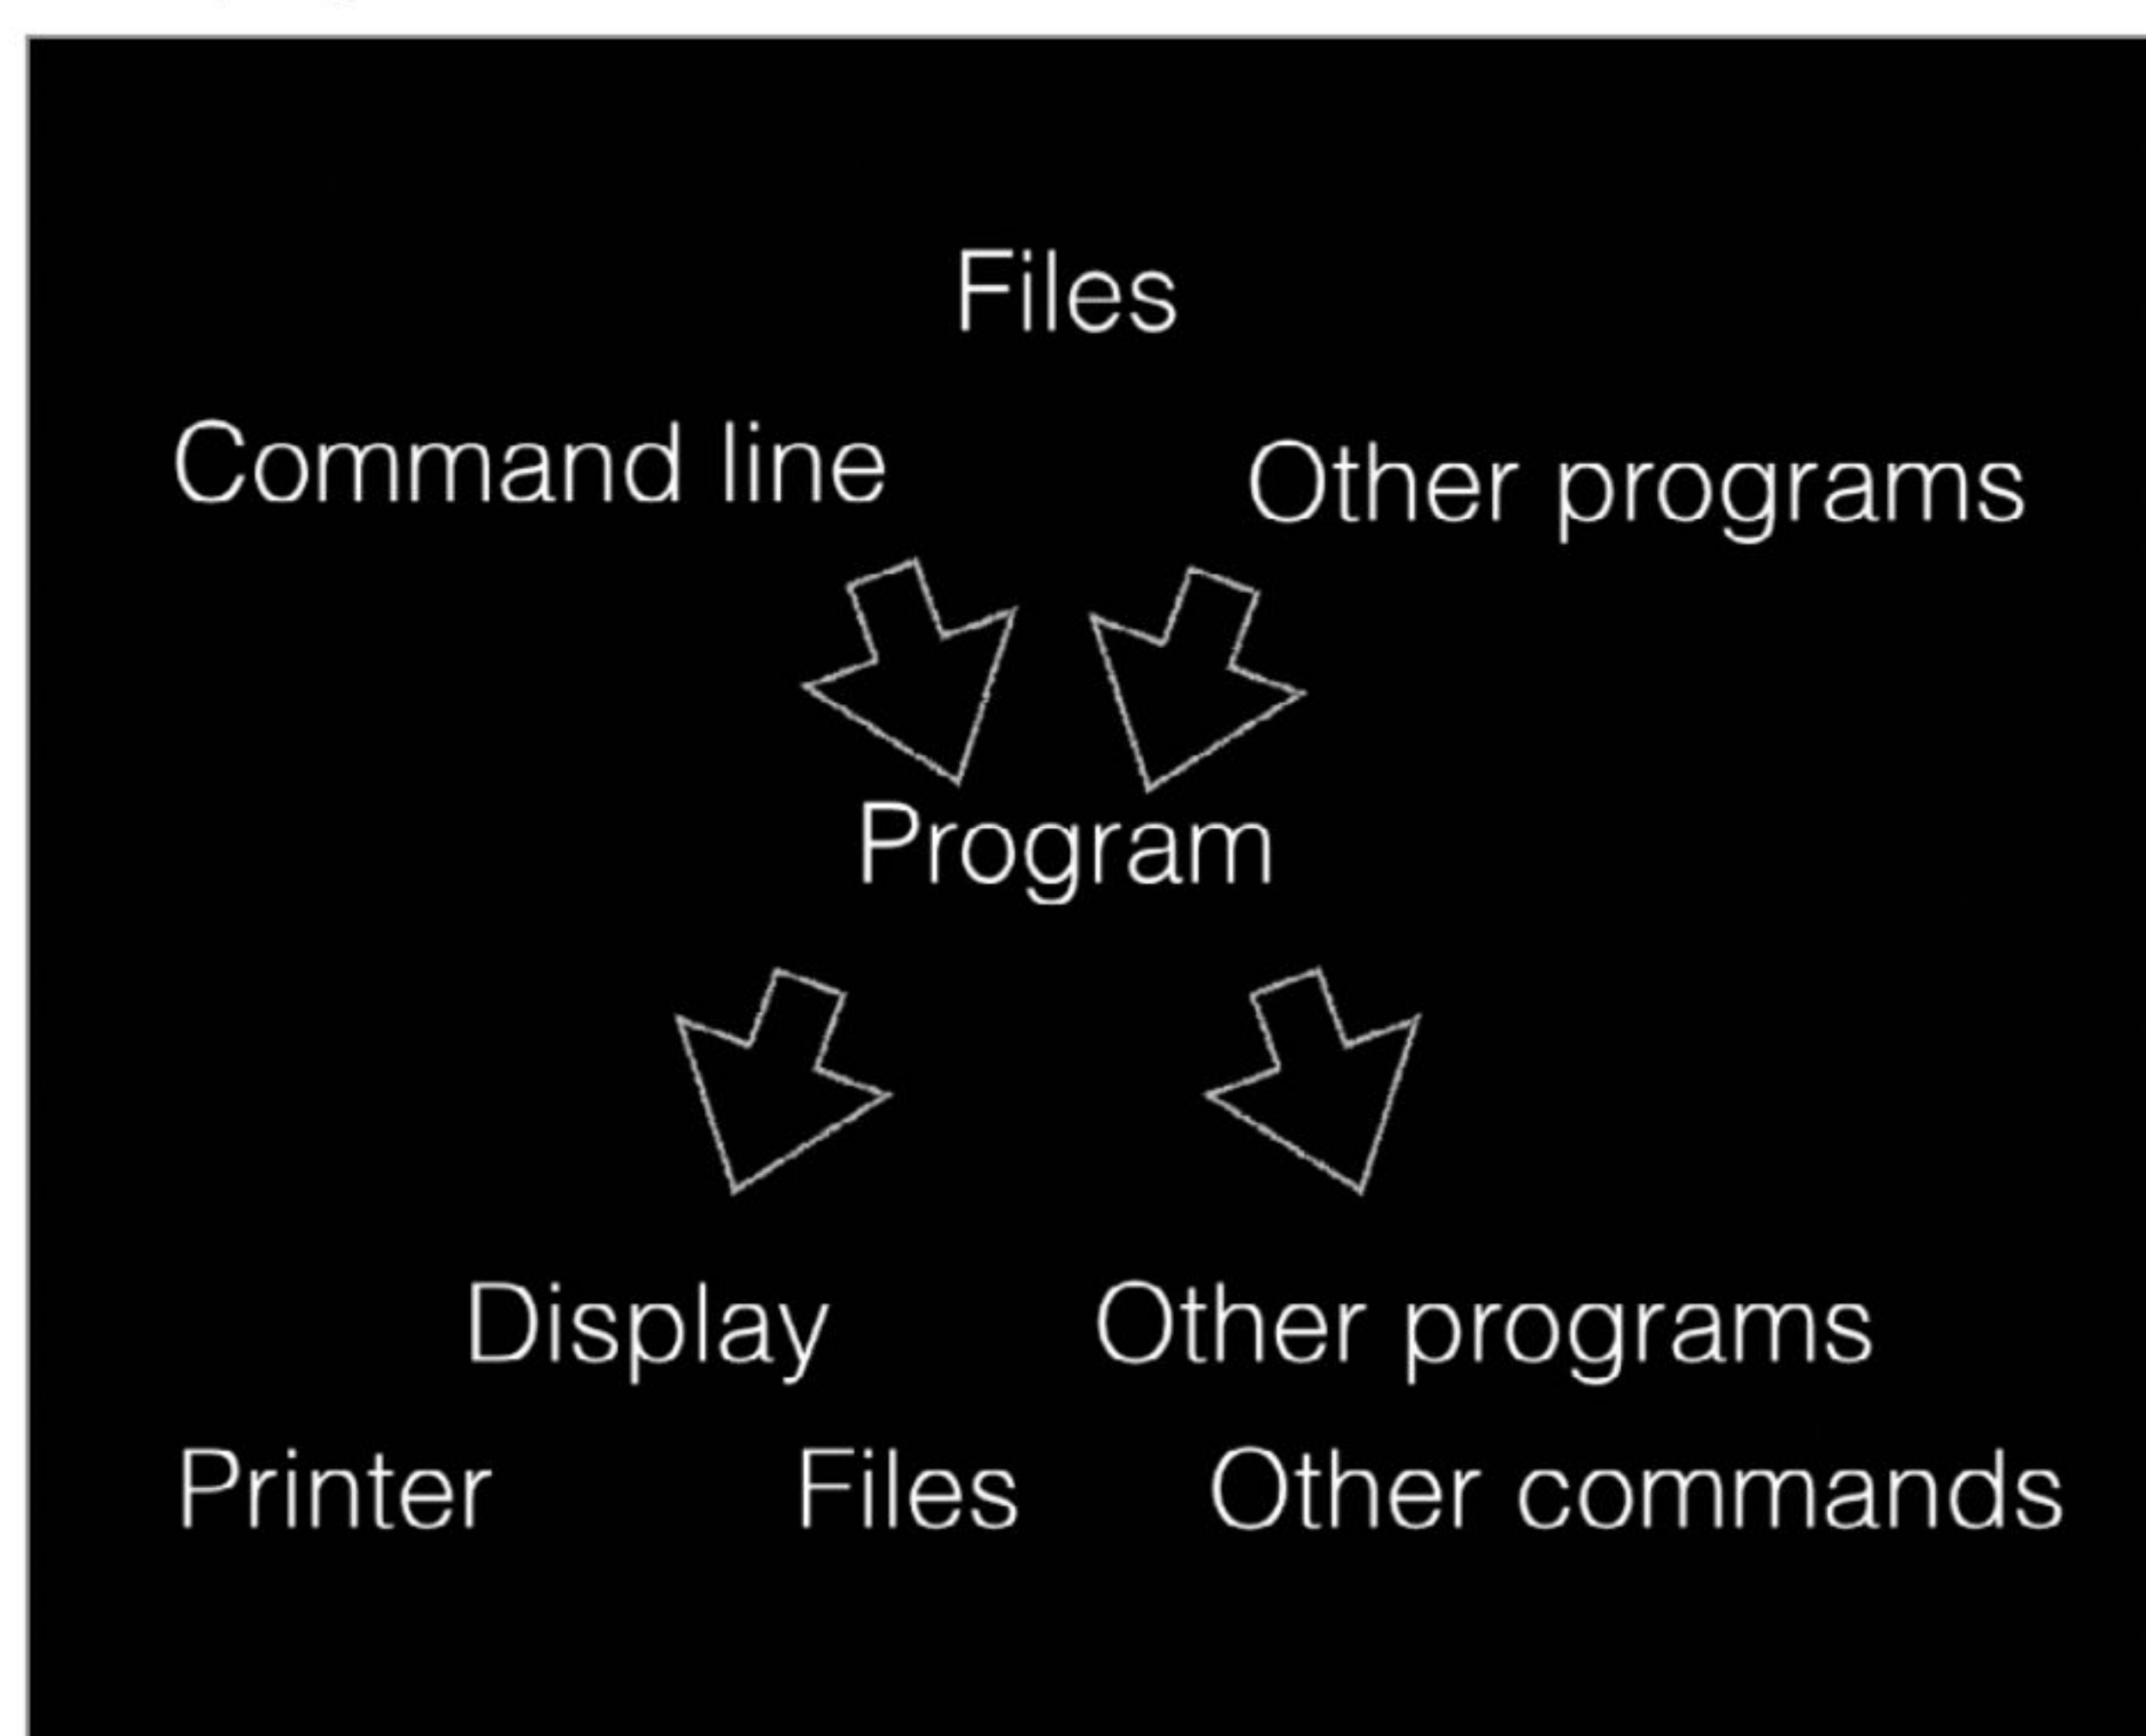 Files
Command line
Other programs
Program
Display
Other programs
Printer
Files
Other commands